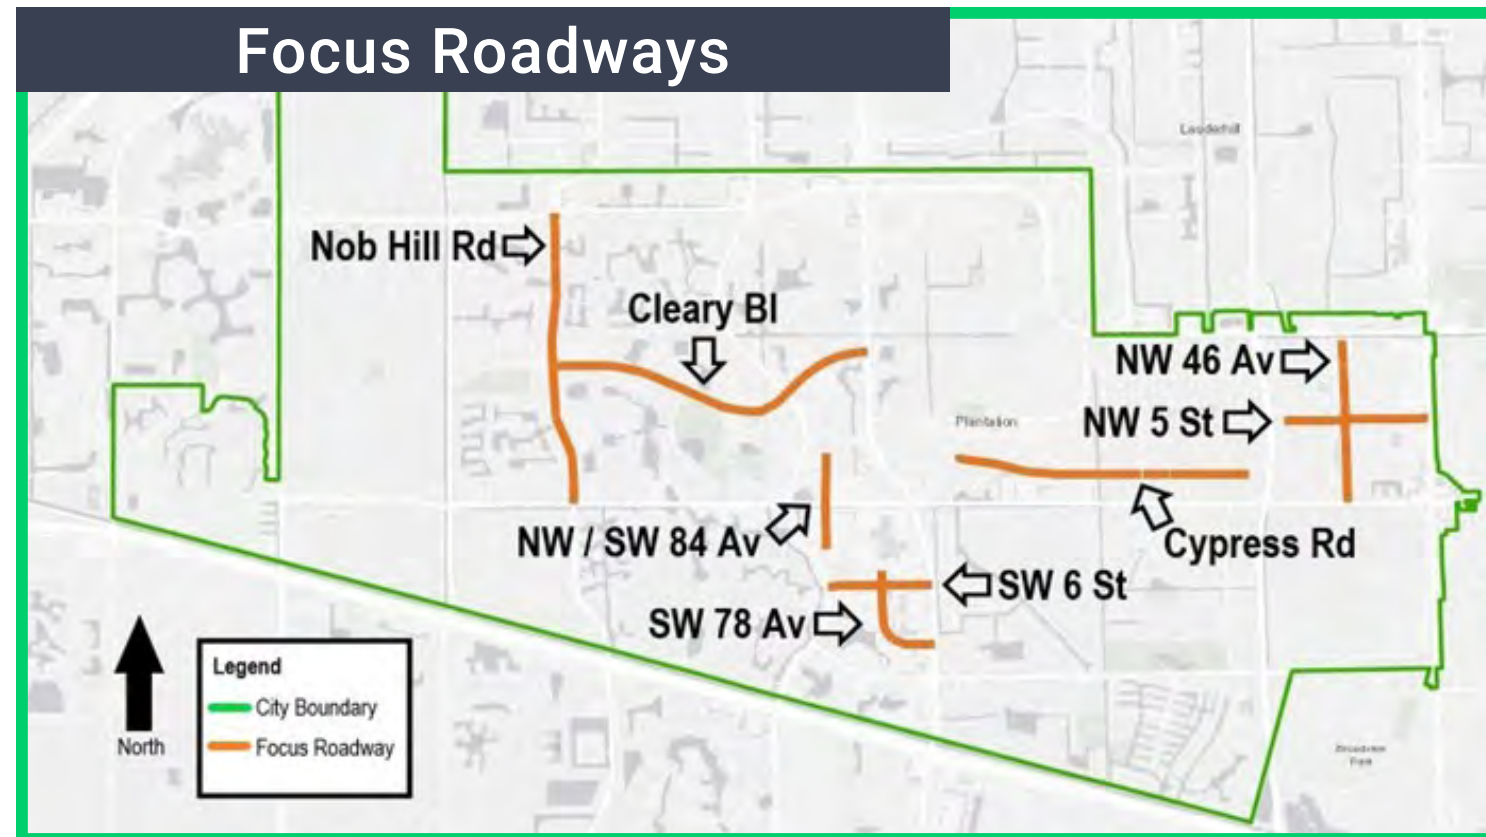 Focus Roadways
Lauderhill
Nob Hill Rd
Cleary Bl
NW 46 Av
Plantation
NW 5 St
NW / SW 84 Av
Cypress Rd
SW 6 St
SW 78 Av
North
Legend
City Boundary
Focus Roadway
Park